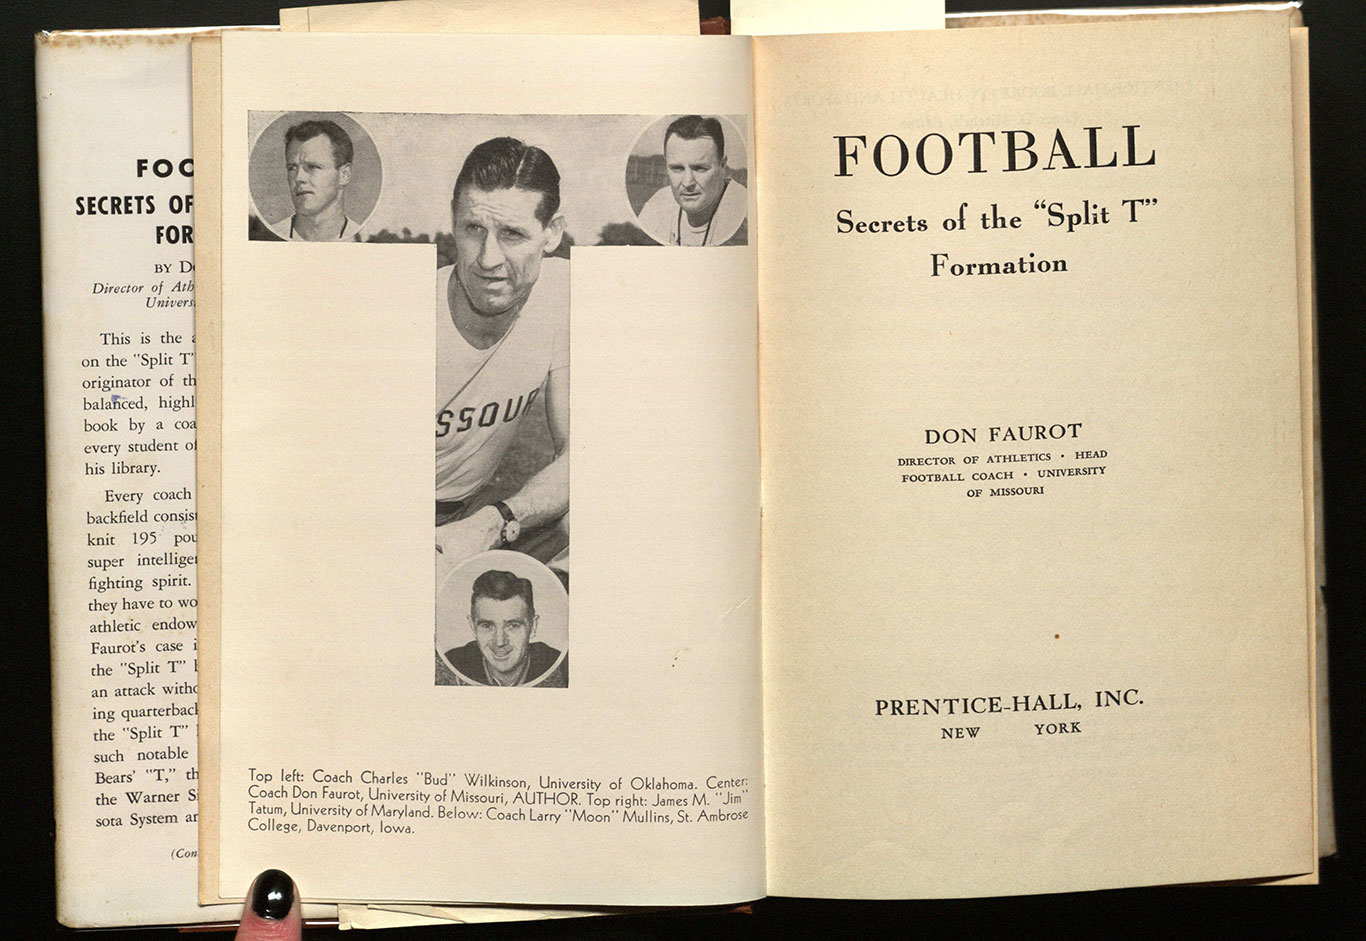 FOO
SECRETS OF
FOR
BY D
Director of Ath
Univers
This is the a
on the "Split T"
originator of th
balanced, highl
book by a coa
every student of
his library.
Every coach
backfield consist
knit 195 pou
super intelliger
fighting spirit.
they have to wo
athletic endow
Faurot's case i
the "Split T"
an attack witho
ing quarterback
the "Split T"
such notable
Bears' "T," th
the Warner Si
sota System an
(Con
SSOUR
Top left: Coach Charles "Bud" Wilkinson, University of Oklahoma. Center:
Coach Don Faurot, University of Missouri, AUTHOR. Top right: James M. "Jim"
Tatum, University of Maryland. Below: Coach Larry "Moon" Mullins, St. Ambrose
College, Davenport, Iowa.
FOOTBALL
Secrets of the "Split T"
Formation
DON FAUROT
DIRECTOR OF ATHLETICS · HEAD
FOOTBALL COACH · UNIVERSITY
OF MISSOURI
PRENTICE-HALL, INC.
NEW YORK